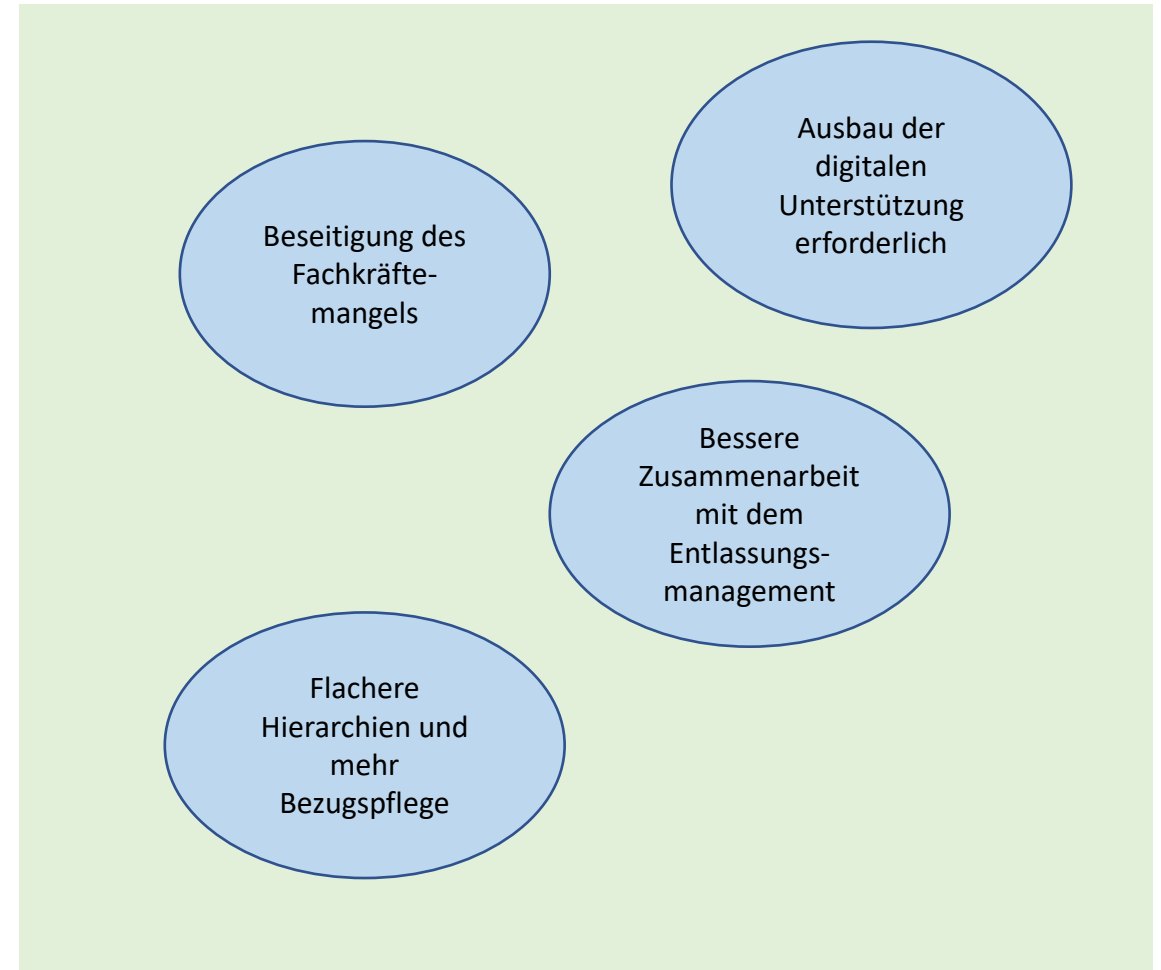 Ausbau der
digitalen
Unterstützung
erforderlich
Beseitigung des
Fachkräfte-
mangels
Bessere
Zusammenarbeit
mit dem
Entlassungs-
management
Flachere
Hierarchien und
mehr
Bezugspflege